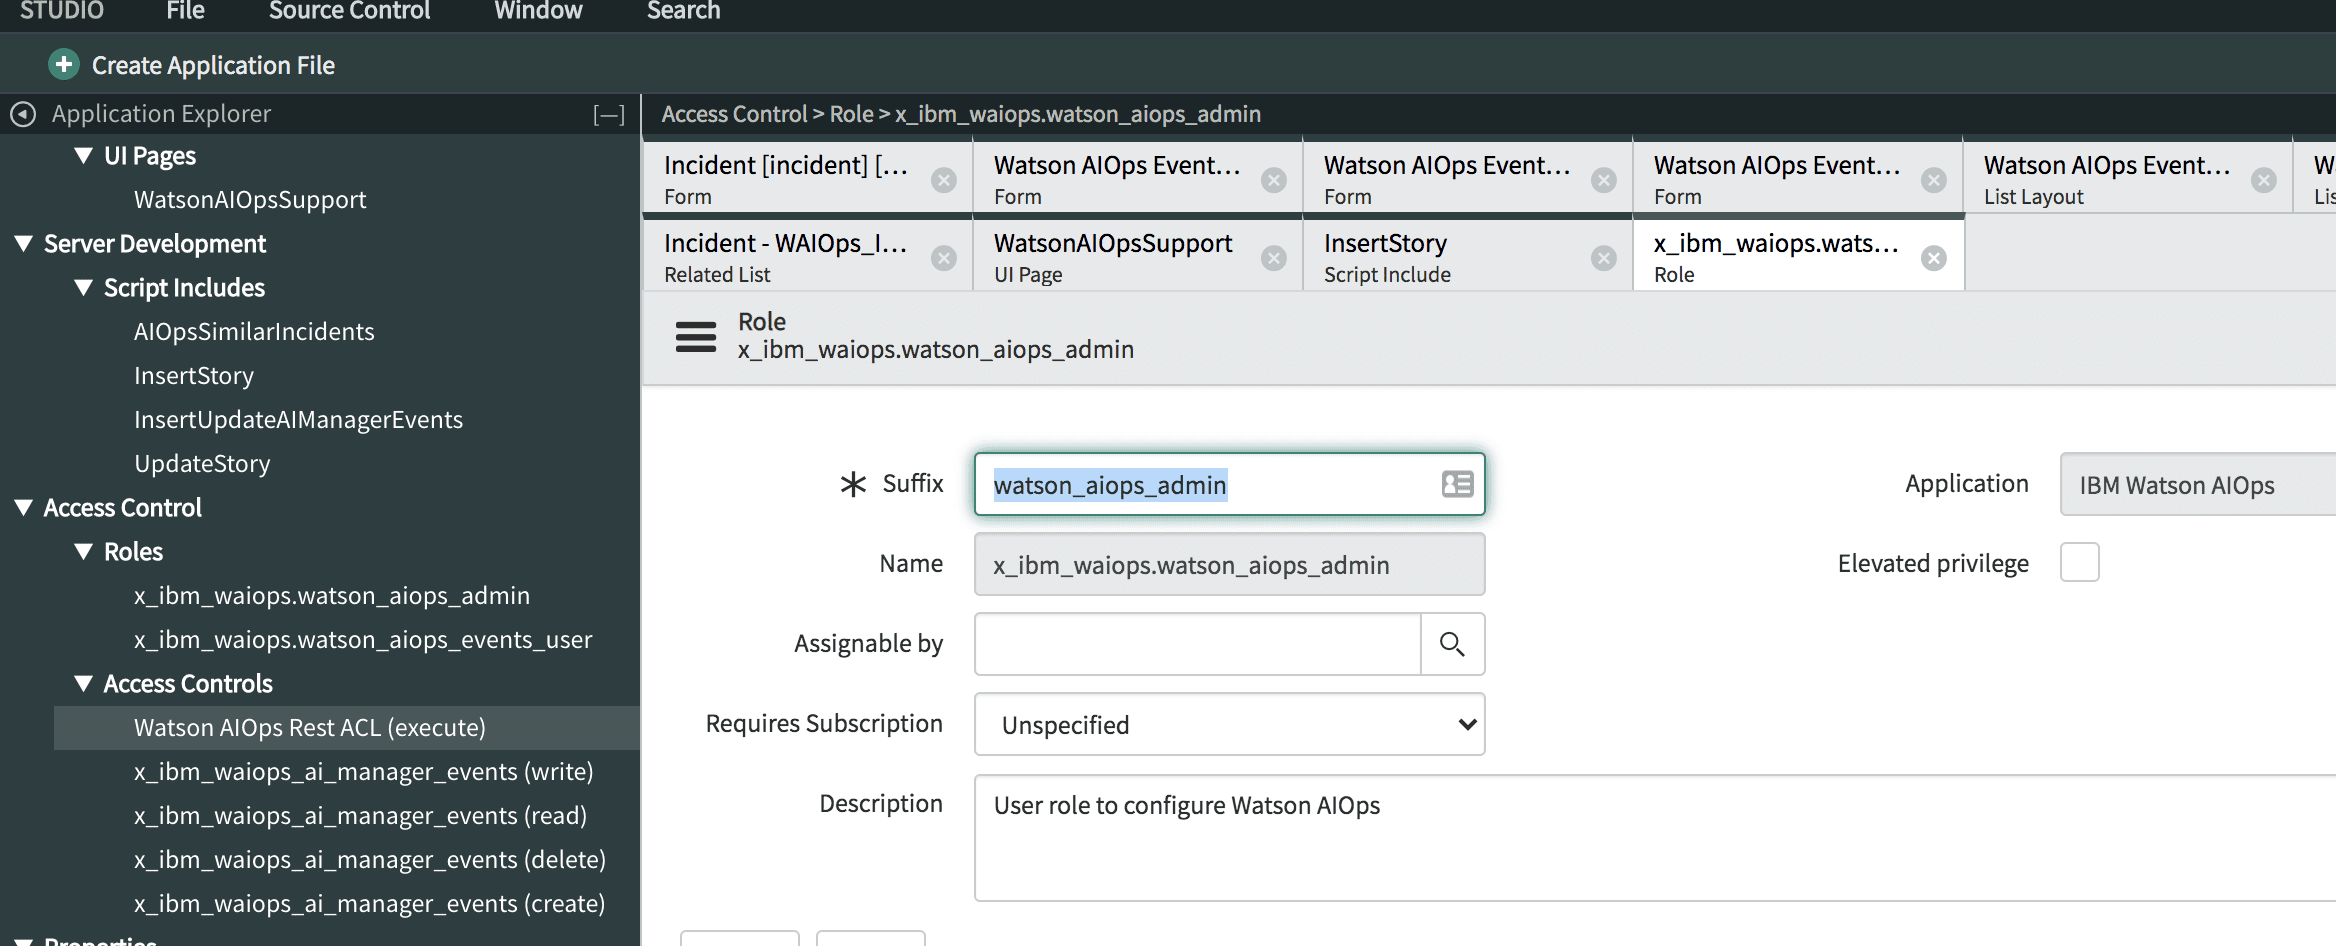 STUDIO File Source Control Window Search
Create Application File
Application Explorer [—]
UI Pages
WatsonAIOpsSupport
Server Development
Script Includes
AIOpsSimilarIncidents
InsertStory
InsertUpdateAIManagerEvents
UpdateStory
Access Control
Roles
x_ibm_waiops.watson_aiops_admin
x_ibm_waiops.watson_aiops_events_user
Access Controls
Watson AIOps Rest ACL (execute)
x_ibm_waiops_ai_manager_events (write)
x_ibm_waiops_ai_manager_events (read)
x_ibm_waiops_ai_manager_events (delete)
x_ibm_waiops_ai_manager_events (create)
Properties
Access Control > Role > x_ibm_waiops.watson_aiops_admin
Incident [incident] [...
Form
Watson AIOps Event...
Form
Watson AIOps Event...
Form
Watson AIOps Event...
Form
Watson AIOps Event...
List Layout
Incident - WAIOps_I...
Related List
WatsonAIOpsSupport
UI Page
InsertStory
Script Include
x_ibm_waiops.wats...
Role
Role
x_ibm_waiops.watson_aiops_admin
Suffix watson_aiops_admin
Name x_ibm_waiops.watson_aiops_admin
Assignable by
Requires Subscription Unspecified
Description User role to configure Watson AIOps
Application IBM Watson AIOps
Elevated privilege